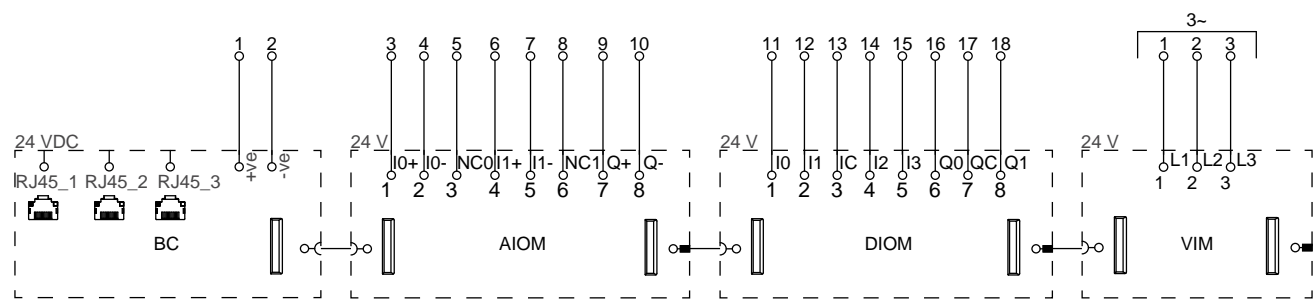 3~
1 2 3 4 5 6 7 8 9 10 11 12 13 14 15 16 17 18 1 2 3
24 VDC 24 V 24 V 24 V
+ve -ve I0+ I0- NC0 I1+ I1- NC1 Q+ Q- I0 I1 IC I2 I3 Q0 QC Q1 L1 L2 L3
RJ45_1 RJ45_2 RJ45_3 1 2 3 4 5 6 7 8 1 2 3 4 5 6 7 8 1 2 3
BC AIOM DIOM VIM